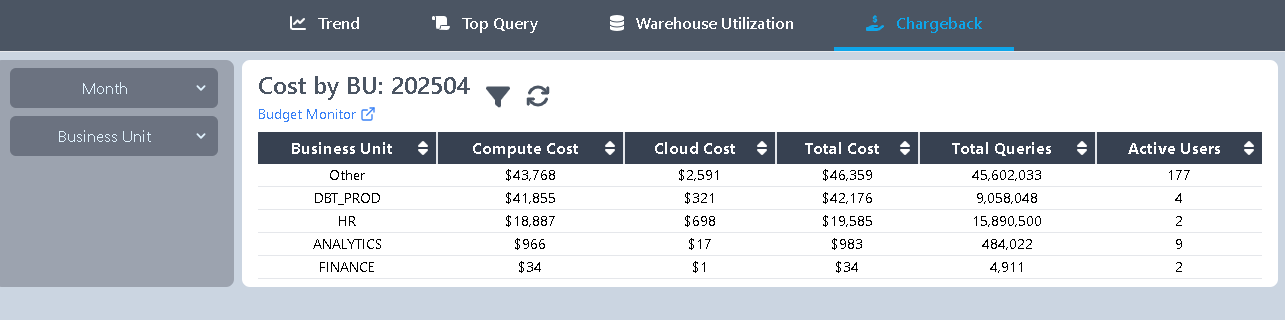 Trend Top Query Warehouse Utilization Chargeback
Month
Business Unit
Cost by BU: 202504
Budget Monitor
Business Unit Compute Cost Cloud Cost Total Cost Total Queries Active Users
Other $43,768 $2,591 $46,359 45,602,033 177
DBT_PROD $41,855 $321 $42,176 9,058,048 4
HR $18,887 $698 $19,585 15,890,500 2
ANALYTICS $966 $17 $983 484,022 9
FINANCE $34 $1 $34 4,911 2